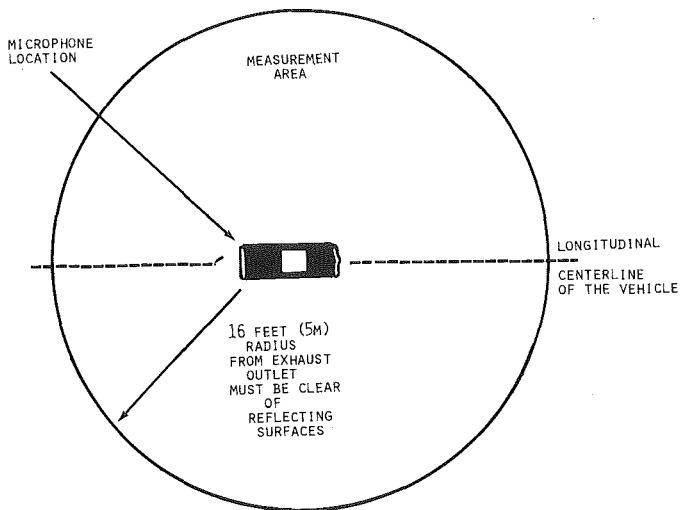 MICROPHONE
LOCATION
MEASUREMENT
AREA
LONGITUDINAL
CENTERLINE
OF THE VEHICLE
16 FEET (5M)
RADIUS
FROM EXHAUST
OUTLET
MUST BE CLEAR
OF
REFLECTING
SURFACES